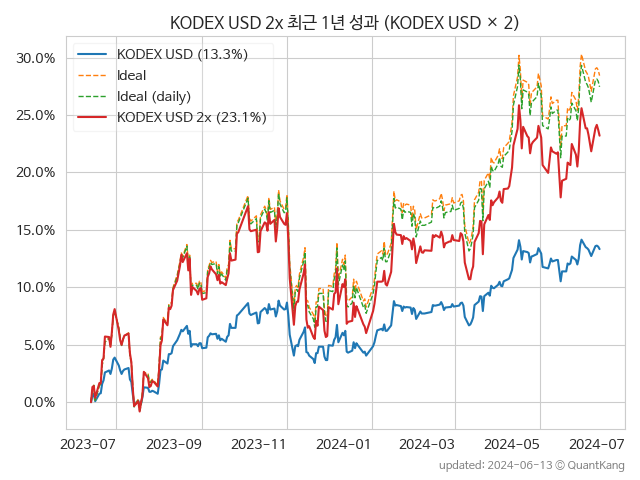 KODEX USD 2x 최근 1년 성과 (KODEX USD × 2)
KODEX USD (13.3%)
Ideal
Ideal (daily)
KODEX USD 2x (23.1%)
30.0%
25.0%
20.0%
15.0%
10.0%
5.0%
0.0%
2023-07 2023-09 2023-11 2024-01 2024-03 2024-05 2024-07
updated: 2024-06-13 ⓒ QuantKang